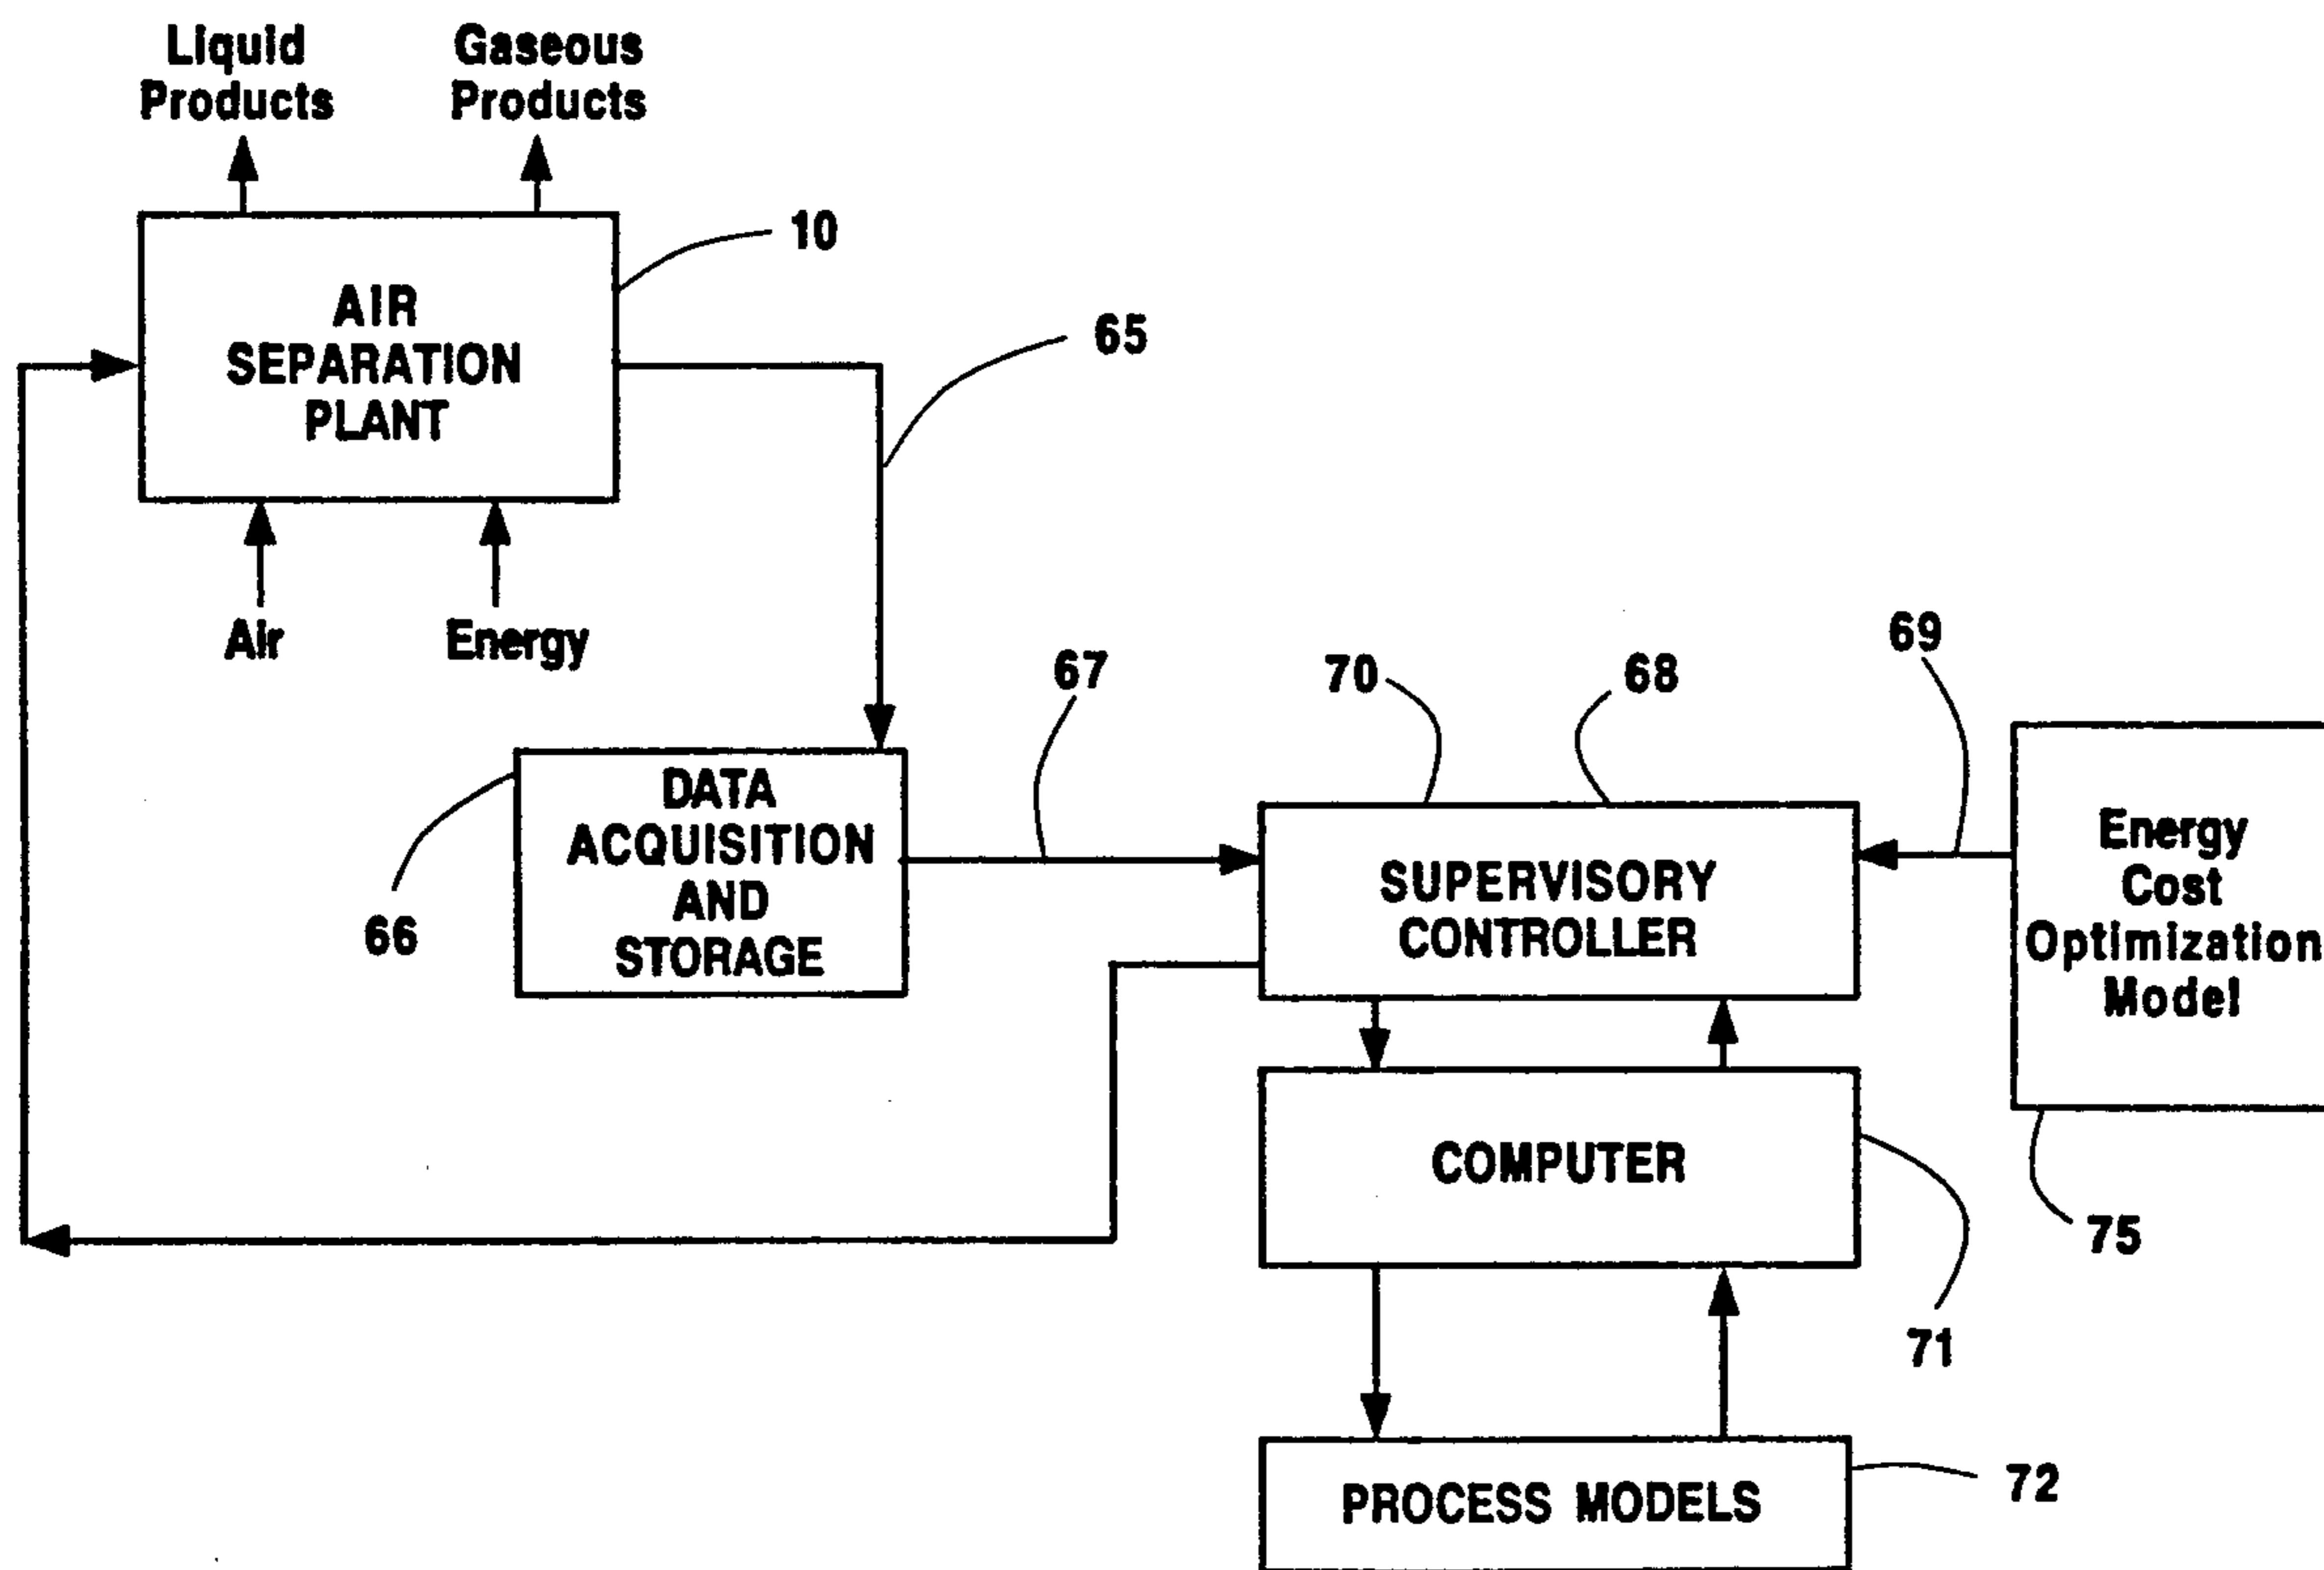 Liquid
Products
Gaseous
Products
10
AIR
SEPARATION
PLANT
65
Air
Energy
67
70
68
69
66
DATA
ACQUISITION
AND
STORAGE
SUPERVISORY
CONTROLLER
Energy
Cost
Optimization
Model
COMPUTER
75
71
PROCESS MODELS
72